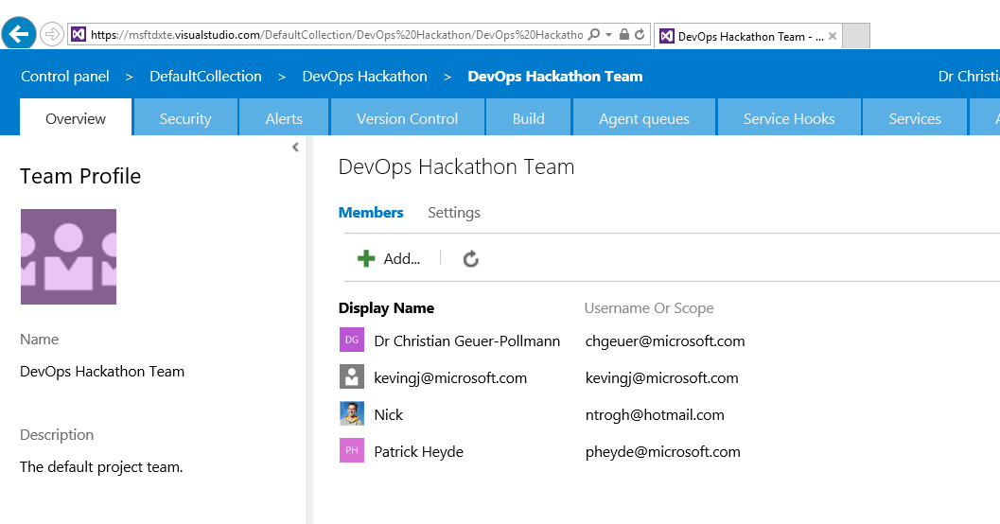 https://msftdxte.visualstudio.com/DefaultCollection/DevOps%20Hackathon/DevOps%20Hackatho
DevOps Hackathon Team - ...
Control panel > DefaultCollection > DevOps Hackathon > DevOps Hackathon Team
Dr Christia
Overview Security Alerts Version Control Build Agent queues Service Hooks Services A
Team Profile
Name
DevOps Hackathon Team
Description
The default project team.
DevOps Hackathon Team
Members Settings
Add...
Display Name Username Or Scope
DG Dr Christian Geuer-Pollmann chgeuer@microsoft.com
kevingj@microsoft.com kevingj@microsoft.com
Nick ntrogh@hotmail.com
PH Patrick Heyde pheyde@microsoft.com